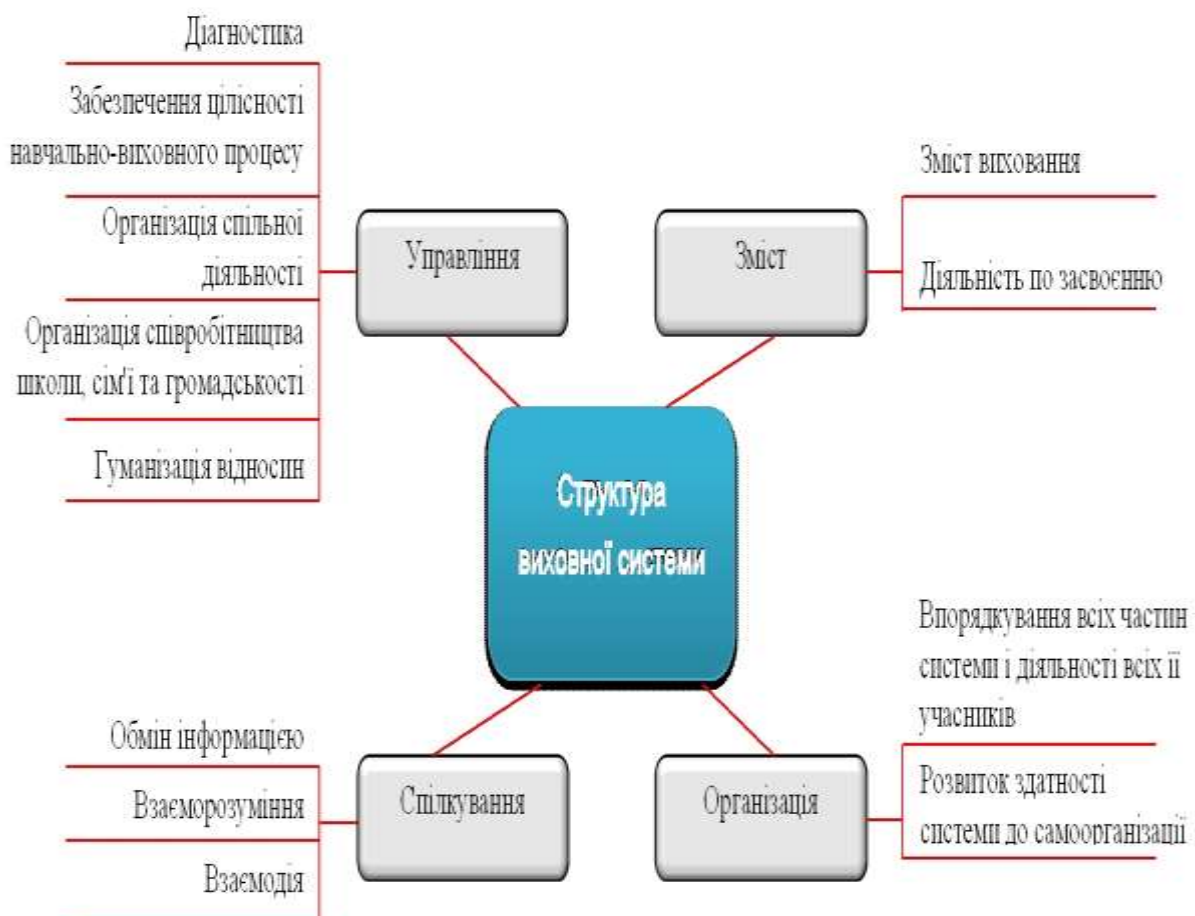 Діагностика
Забезпечення цілісності
навчально-виховного процесу
Організація спільної
діяльності
Організація співробітництва
школи, сім'ї та громадськості
Гуманізація відносин
Управління
Зміст
Зміст виховання
Діяльність по засвоєнню
Структура
виховної системи
Обмін інформацією
Взаєморозуміння
Взаємодія
Спілкування
Організація
Впорядкування всіх частин
системи і діяльності всіх її
учасників
Розвиток здатності
системи до самоорганізації